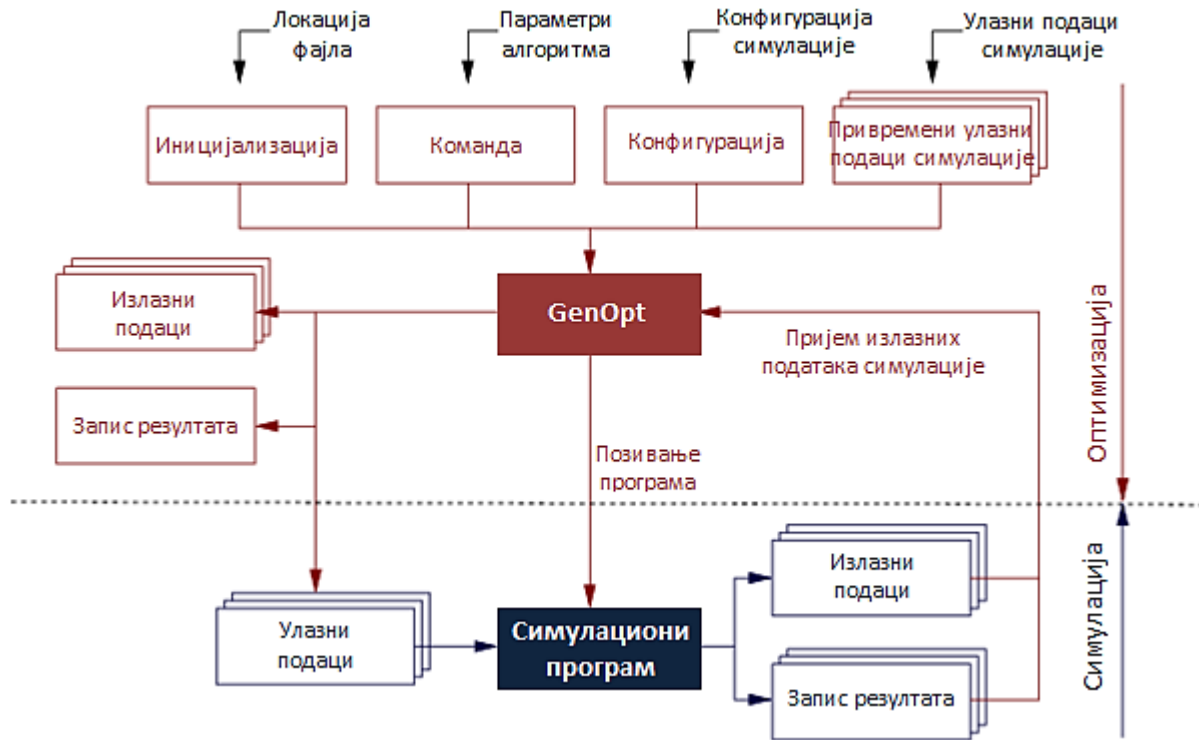 Локација
фајла
Параметри
алгоритма
Конфигурација
симулације
Улазни подаци
симулације
Иницијализација
Команда
Конфигурација
Привремени улазни
подаци симулације
Излазни
подаци
GenOpt
Пријем излазних
података симулације
Оптимизација
Запис резултата
Позивање
програма
Улазни
подаци
Симулациони
програм
Излазни
подаци
Запис резултата
Симулација